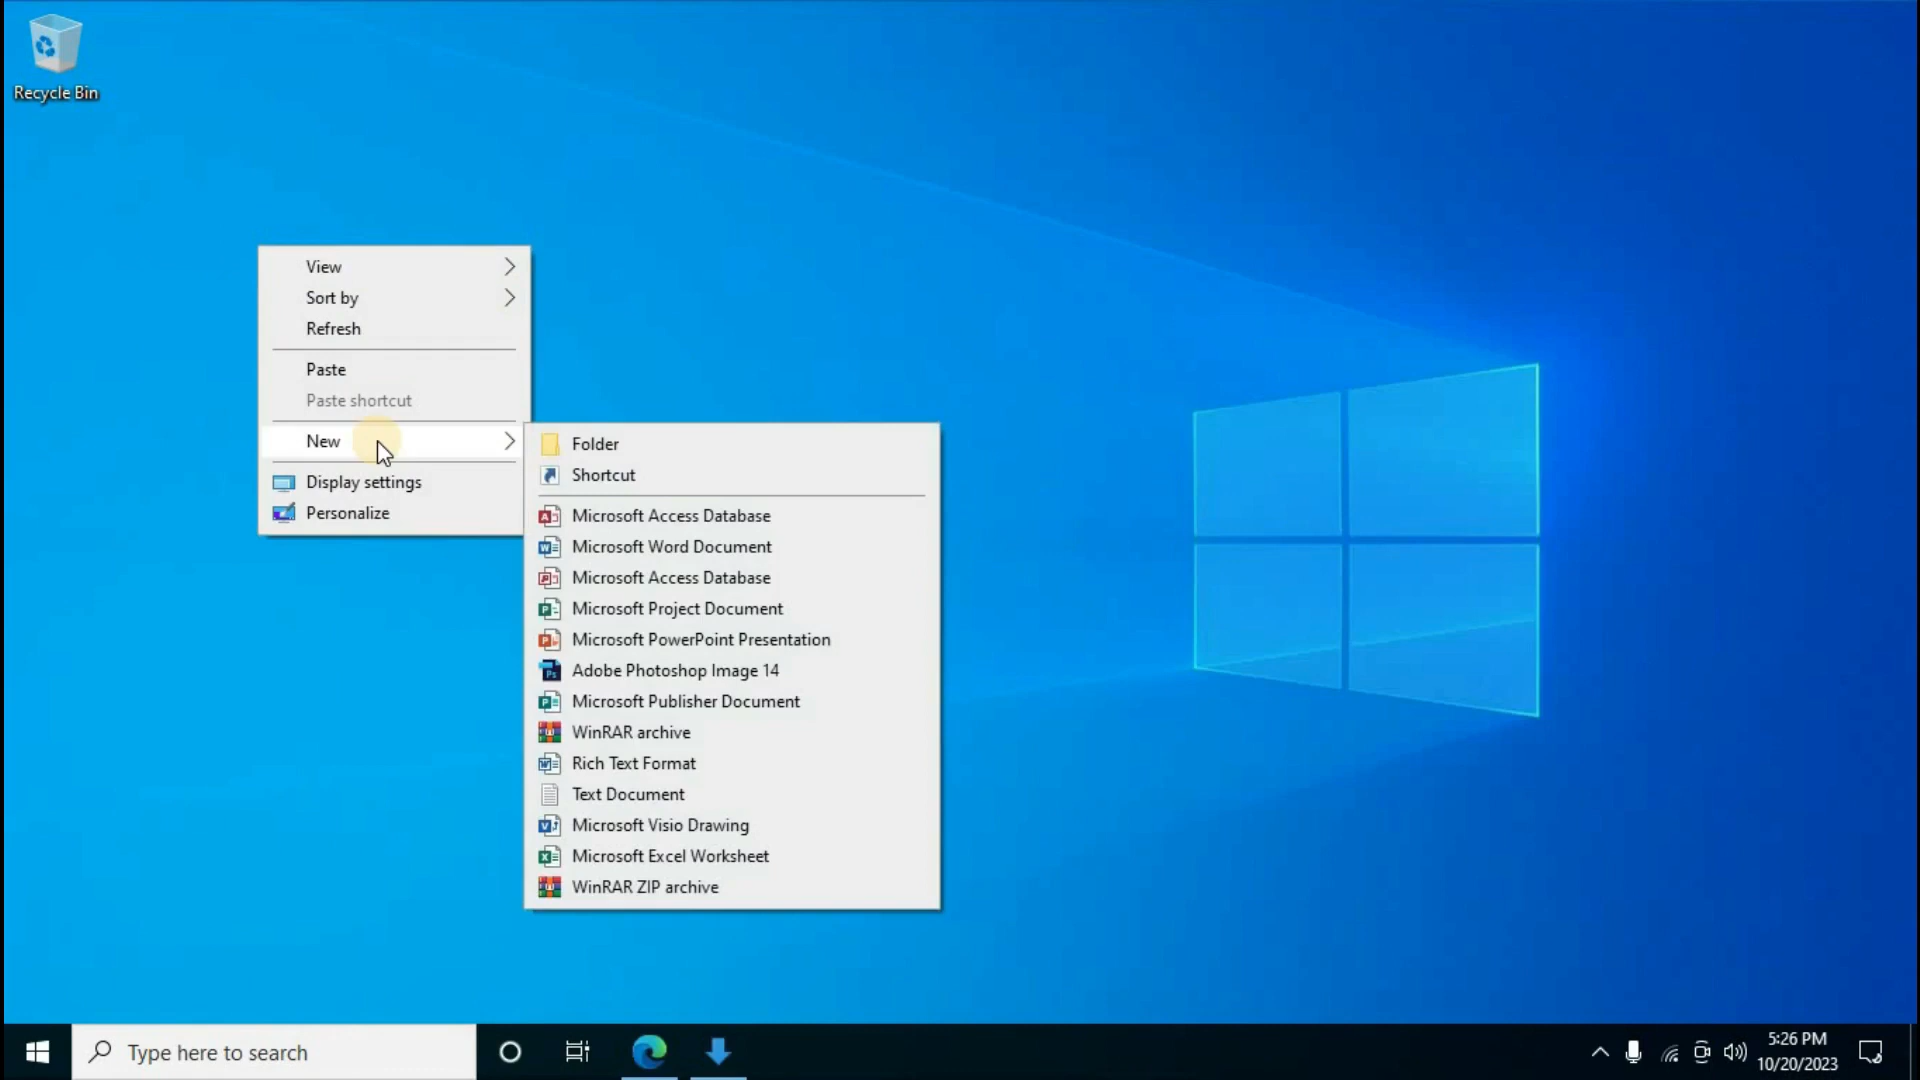 Recycle Bin
View
Sort by
Refresh
Paste
Paste shortcut
New
Display settings
Personalize
Folder
Shortcut
Microsoft Access Database
Microsoft Word Document
Microsoft Access Database
Microsoft Project Document
Microsoft PowerPoint Presentation
Adobe Photoshop Image 14
Microsoft Publisher Document
WinRAR archive
Rich Text Format
Text Document
Microsoft Visio Drawing
Microsoft Excel Worksheet
WinRAR ZIP archive
Type here to search
5:26 PM
10/20/2023